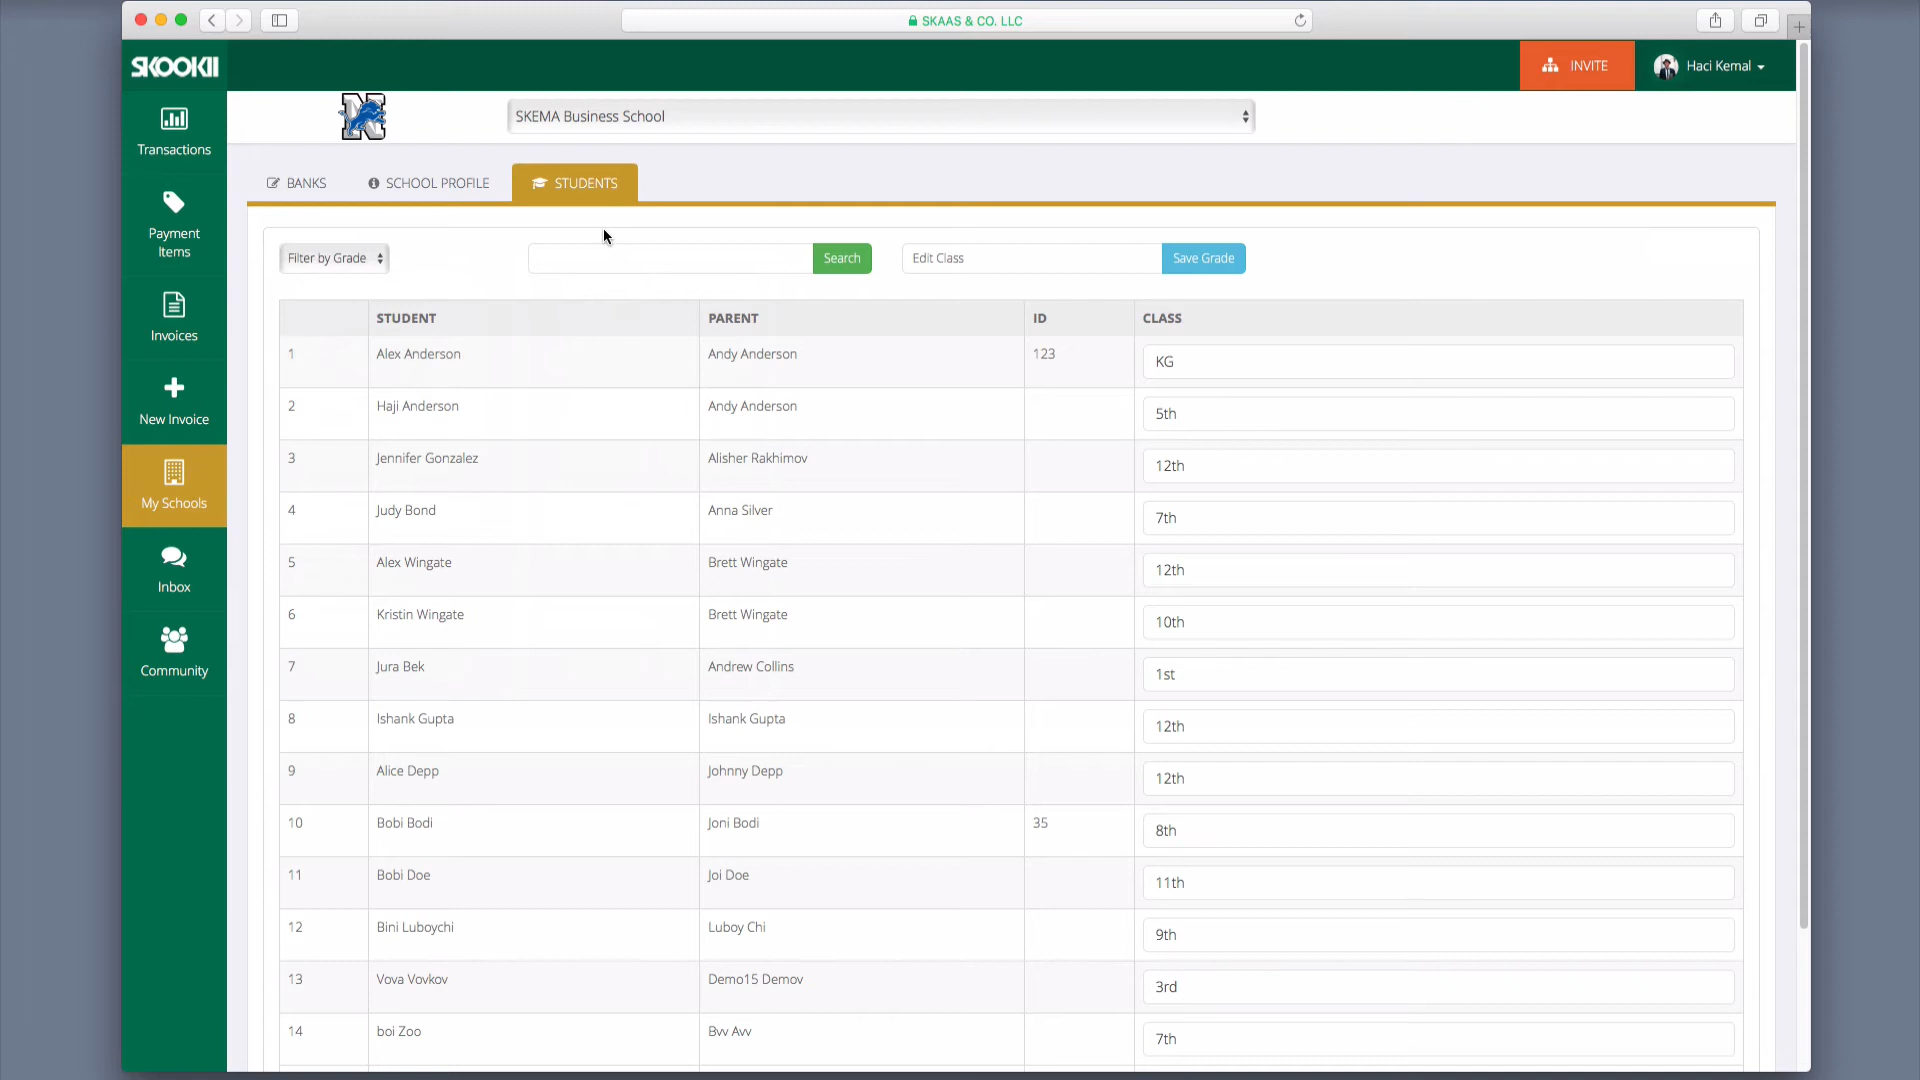 SKAAS & CO. LLC
SKOOKII
INVITE
Haci Kemal
SKEMA Business School
Transactions
Payment
Items
Invoices
New Invoice
My Schools
Inbox
Community
BANKS
SCHOOL PROFILE
STUDENTS
Filter by Grade
Search
Edit Class
Save Grade
STUDENT PARENT ID CLASS
1 Alex Anderson Andy Anderson 123 KG
2 Haji Anderson Andy Anderson 5th
3 Jennifer Gonzalez Alisher Rakhimov 12th
4 Judy Bond Anna Silver 7th
5 Alex Wingate Brett Wingate 12th
6 Kristin Wingate Brett Wingate 10th
7 Jura Bek Andrew Collins 1st
8 Ishank Gupta Ishank Gupta 12th
9 Alice Depp Johnny Depp 12th
10 Bobi Bodi Joni Bodi 35 8th
11 Bobi Doe Joi Doe 11th
12 Bini Luboychi Luboy Chi 9th
13 Vova Vovkov Demo15 Demov 3rd
14 boi Zoo Bvv Avv 7th